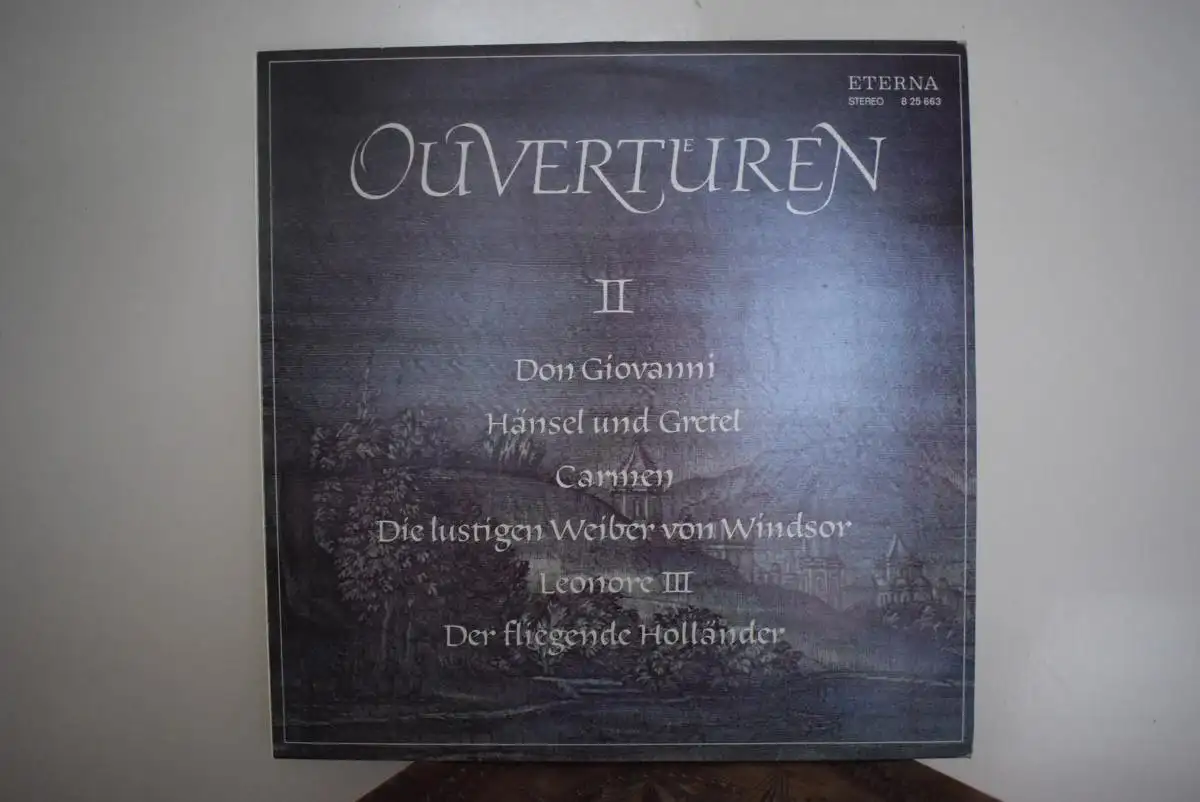 ETERNA
STEREO 8 25 663
OUVERTUEREN
II
Don Giovanni
Hänsel und Gretel
Carmen
Die lustigen Weiber von Windsor
Leonore III
Der fliegende Holländer